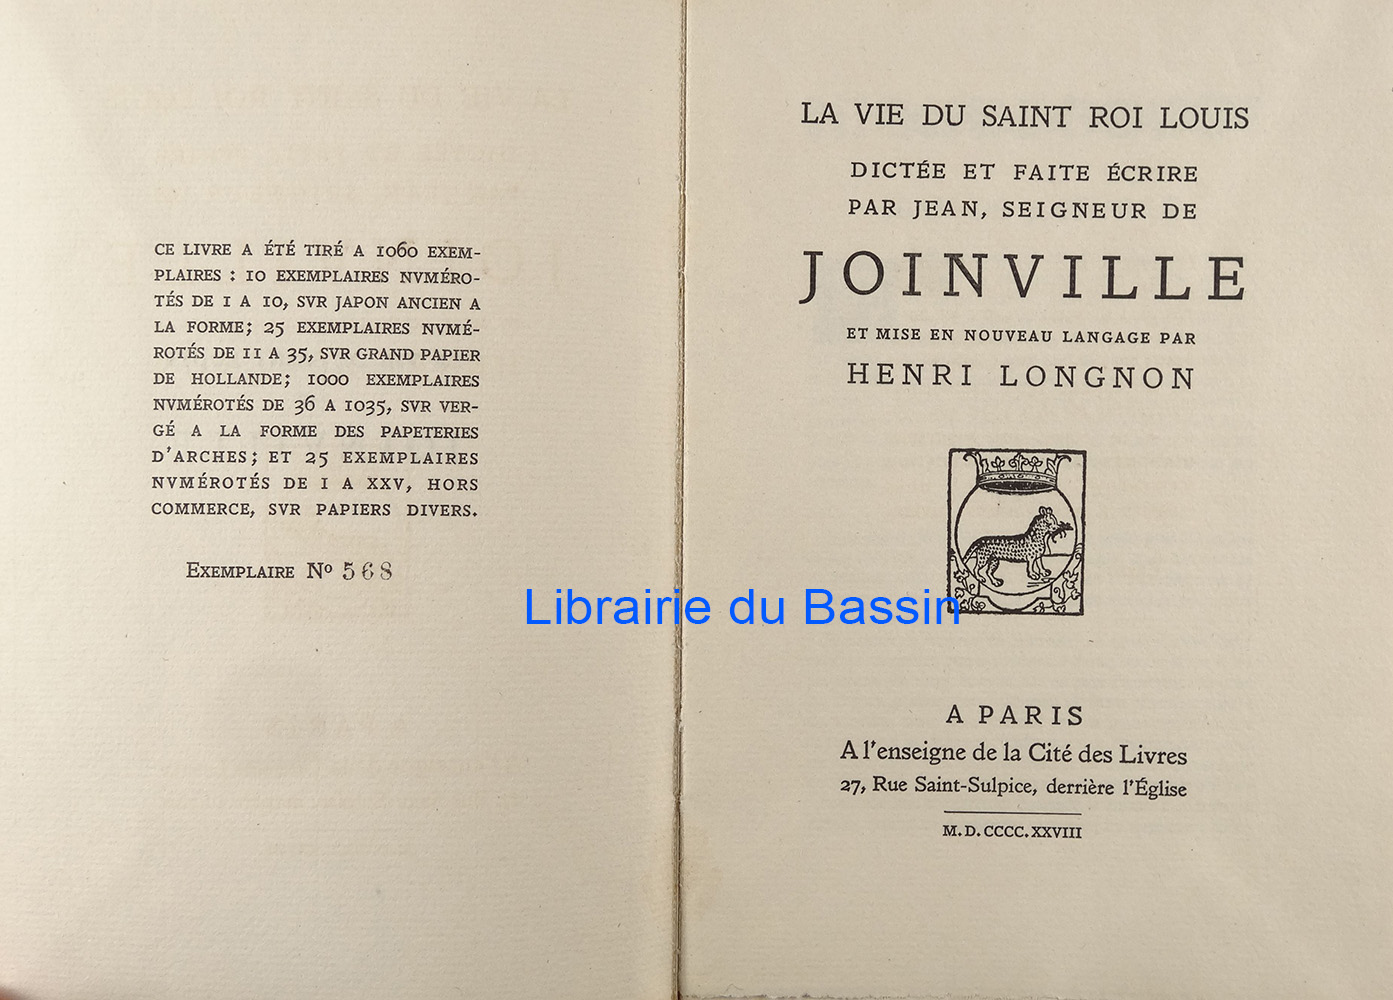 CE LIVRE A ÉTÉ TIRÉ A 1060 EXEM-
PLAIRES : 10 EXEMPLAIRES NVMÉRO-
TÉS DE 1 A 10, SVR JAPON ANCIEN A
LA FORME; 25 EXEMPLAIRES NVMÉ-
ROTÉS DE 11 A 35, SVR GRAND PAPIER
DE HOLLANDE; 1000 EXEMPLAIRES
NVMÉROTÉS DE 36 A 1035, SVR VER-
GÉ A LA FORME DES PAPETERIES
D'ARCHES; ET 25 EXEMPLAIRES
NVMÉROTÉS DE I A XXV, HORS
COMMERCE, SVR PAPIERS DIVERS.
EXEMPLAIRE Nº 568
LA VIE DU SAINT ROI LOUIS
DICTÉE ET FAITE ÉCRIRE
PAR JEAN, SEIGNEUR DE
JOINVILLE
ET MISE EN NOUVEAU LANGAGE PAR
HENRI LONGNON
Librairie du Bassin
A PARIS
A l'enseigne de la Cité des Livres
27, Rue Saint-Sulpice, derrière l'Église
M.D.CCCC.XXVIII